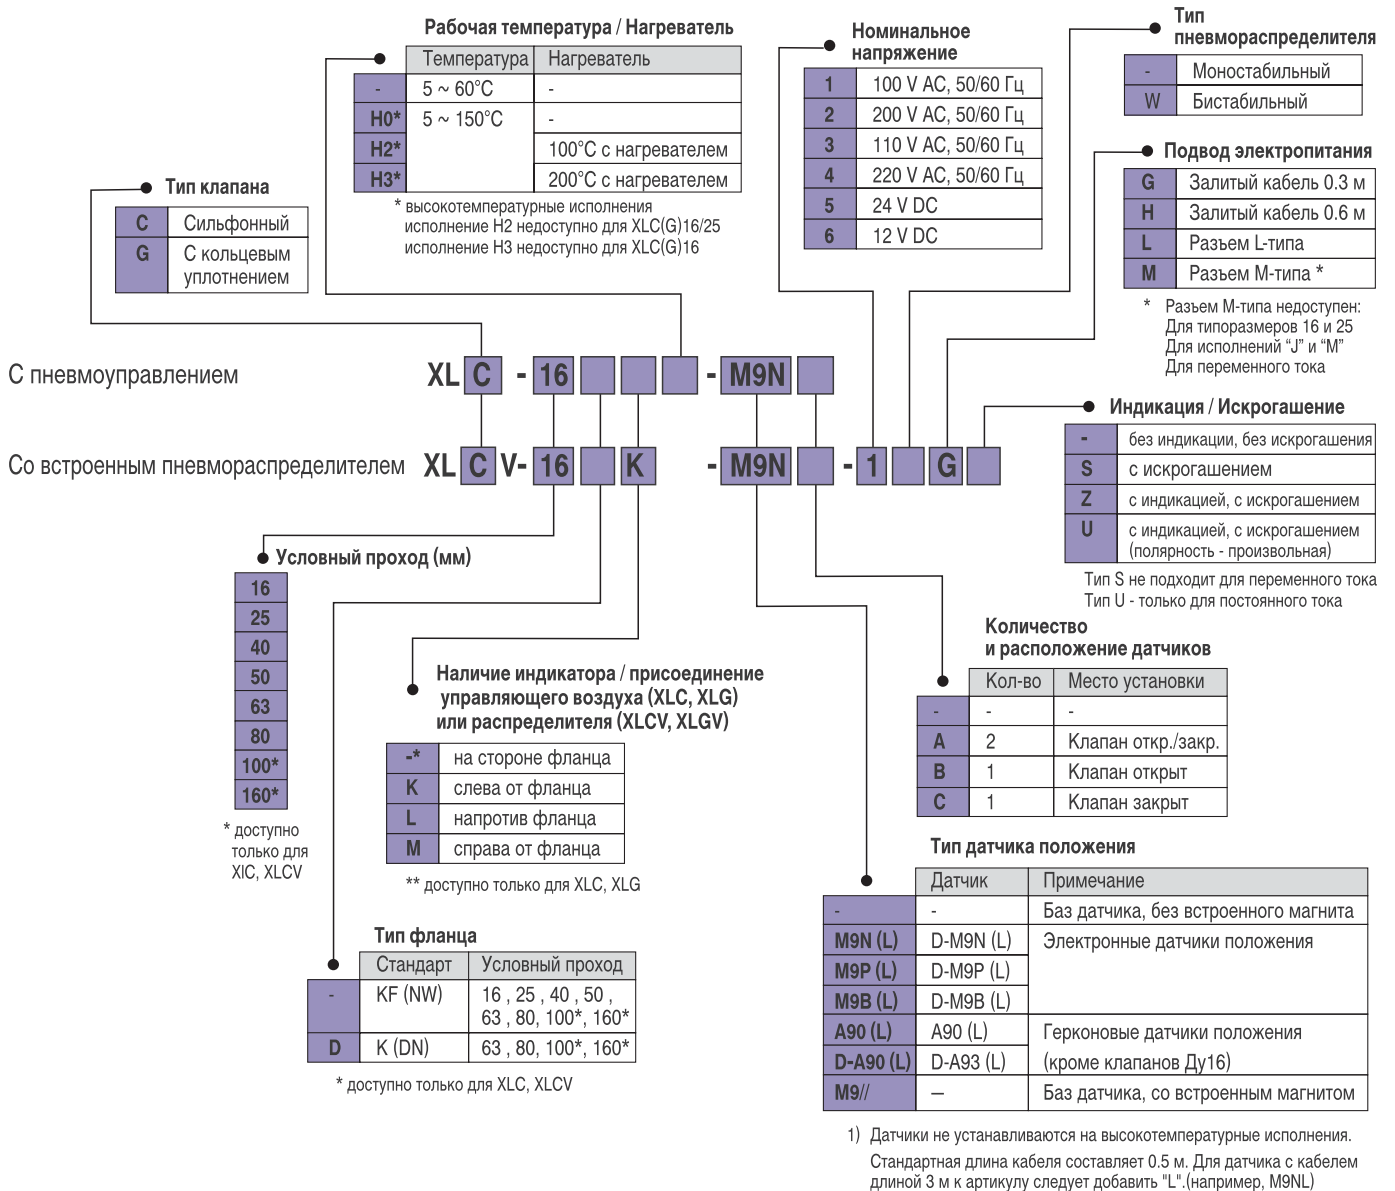 Рабочая температура / Нагреватель
Температура Нагреватель
- 5 ~ 60°C -
H0* 5 ~ 150°C -
H2* 100°C с нагревателем
H3* 200°C с нагревателем
* высокотемпературные исполнения
исполнение H2 недоступно для XLC(G)16/25
исполнение H3 недоступно для XLC(G)16
Номинальное
напряжение
1 100 V AC, 50/60 Гц
2 200 V AC, 50/60 Гц
3 110 V AC, 50/60 Гц
4 220 V AC, 50/60 Гц
5 24 V DC
6 12 V DC
Тип
пневмораспределителя
- Моностабильный
W Бистабильный
Подвод электропитания
G Залитый кабель 0.3 м
H Залитый кабель 0.6 м
L Разъем L-типа
M Разъем М-типа *
* Разъем М-типа недоступен:
Для типоразмеров 16 и 25
Для исполнений “J” и “M”
Для переменного тока
Тип клапана
C Сильфонный
G С кольцевым
уплотнением
С пневмоуправлением XL C - 16 - M9N
Со встроенным пневмораспределителем XL C V- 16 K - M9N - 1 G
Индикация / Искрогашение
- без индикации, без искрогашения
S с искрогашением
Z с индикацией, с искрогашением
U с индикацией, с искрогашением
(полярность - произвольная)
Тип S не подходит для переменного тока
Тип U - только для постоянного тока
Условный проход (мм)
16
25
40
50
63
80
100*
160*
* доступно
только для
XlC, XLCV
Наличие индикатора / присоединение
управляющего воздуха (XLC, XLG)
или распределителя (XLCV, XLGV)
-* на стороне фланца
K слева от фланца
L напротив фланца
M справа от фланца
** доступно только для XLC, XLG
Количество
и расположение датчиков
Кол-во Место установки
- - -
A 2 Клапан откр./закр.
B 1 Клапан открыт
C 1 Клапан закрыт
Тип фланца
Стандарт Условный проход
- KF (NW) 16 , 25 , 40 , 50 ,
63 , 80, 100*, 160*
D K (DN) 63 , 80, 100*, 160*
* доступно только для XLC, XLCV
Тип датчика положения
Датчик Примечание
- - Баз датчика, без встроенного магнита
M9N (L) D-M9N (L) Электронные датчики положения
M9P (L) D-M9P (L)
M9B (L) D-M9B (L)
A90 (L) A90 (L) Герконовые датчики положения
D-A90 (L) D-A93 (L) (кроме клапанов Ду16)
M9// — Баз датчика, со встроенным магнитом
1) Датчики не устанавливаются на высокотемпературные исполнения.
Стандартная длина кабеля составляет 0.5 м. Для датчика с кабелем
длиной 3 м к артикулу следует добавить "L".(например, M9NL)